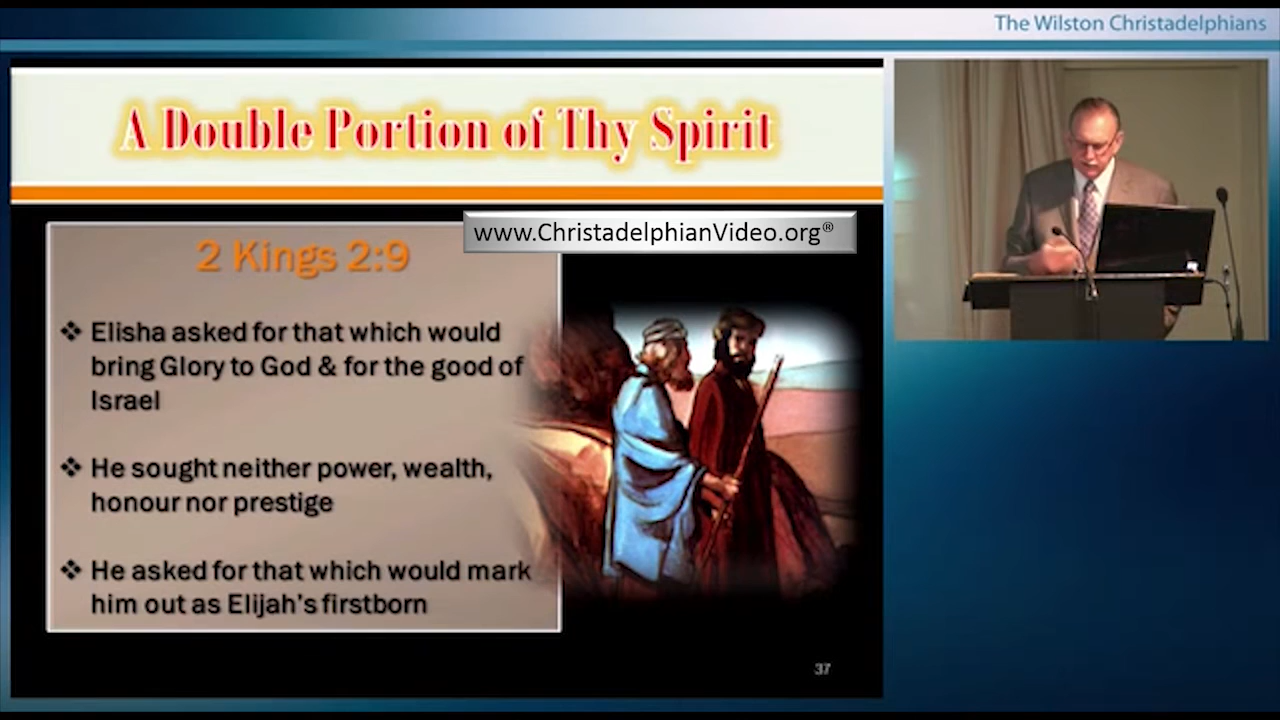 The Wilston Christadelphians
A Double Portion of Thy Spirit
www.ChristadelphianVideo.org®
2 Kings 2:9
❖ Elisha asked for that which would
bring Glory to God & for the good of
Israel
❖ He sought neither power, wealth,
honour nor prestige
❖ He asked for that which would mark
him out as Elijah's firstborn
37